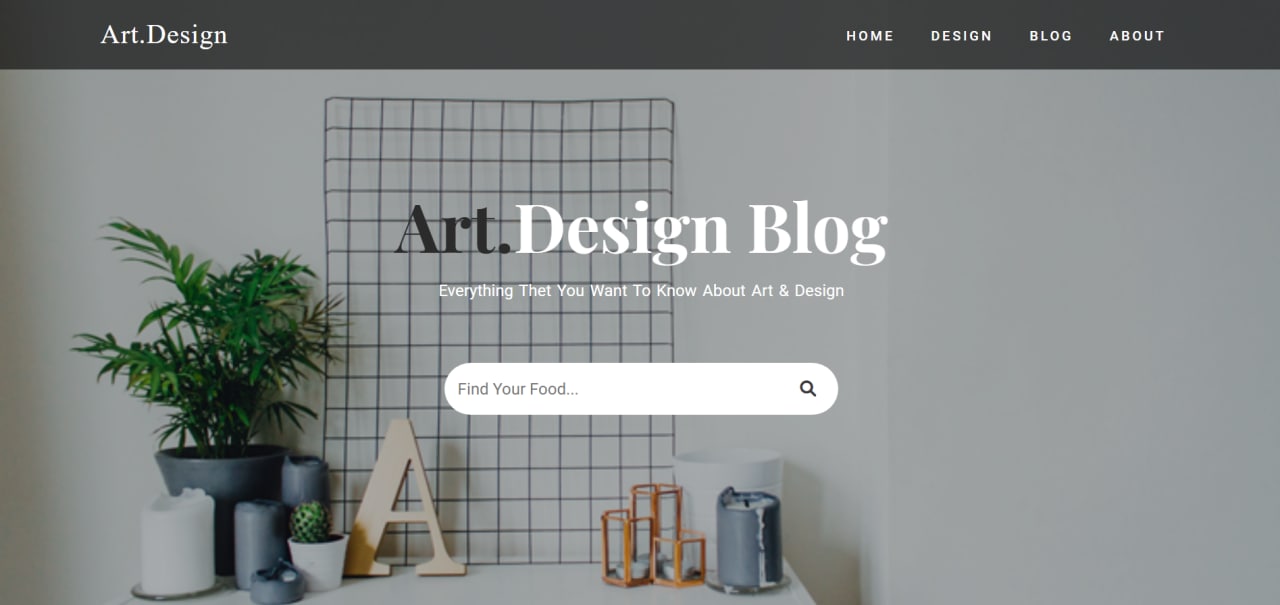 Art.Design
HOME DESIGN BLOG ABOUT
Art.Design Blog
Everything Thet You Want To Know About Art & Design
Find Your Food...
A